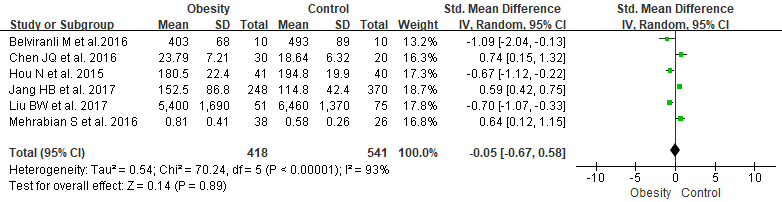 Obesity Control Std. Mean Difference Std. Mean Difference
Study or Subgroup Mean SD Total Mean SD Total Weight IV, Random, 95% CI IV, Random, 95% CI
Belviranli M et al.2016 403 68 10 493 89 10 13.2% -1.09 [-2.04, -0.13]
Chen JQ et al. 2016 23.79 7.21 30 18.64 6.32 20 15.9% 0.74 [0.15, 1.32]
Hou N et al. 2015 180.5 22.4 41 194.8 19.9 40 16.9% -0.67 [-1.12, -0.22]
Jang HB et al. 2017 152.5 86.8 248 114.8 42.4 370 18.2% 0.59 [0.42, 0.75]
Liu BW et al. 2017 5,400 1,690 51 6,460 1,370 75 17.4% -0.70 [-1.07, -0.33]
Mehrabian S et al. 2016 0.81 0.41 38 0.58 0.26 26 16.4% 0.64 [0.12, 1.15]
Total (95% CI) 418 541 100.0% -0.05 [-0.67, 0.58]
Heterogeneity: Tau² = 0.54; Chi² = 70.24, df = 5 (P < 0.00001); I² = 93%
Test for overall effect: Z = 0.14 (P = 0.89)
-10 -5 0 5 10
Obesity Control